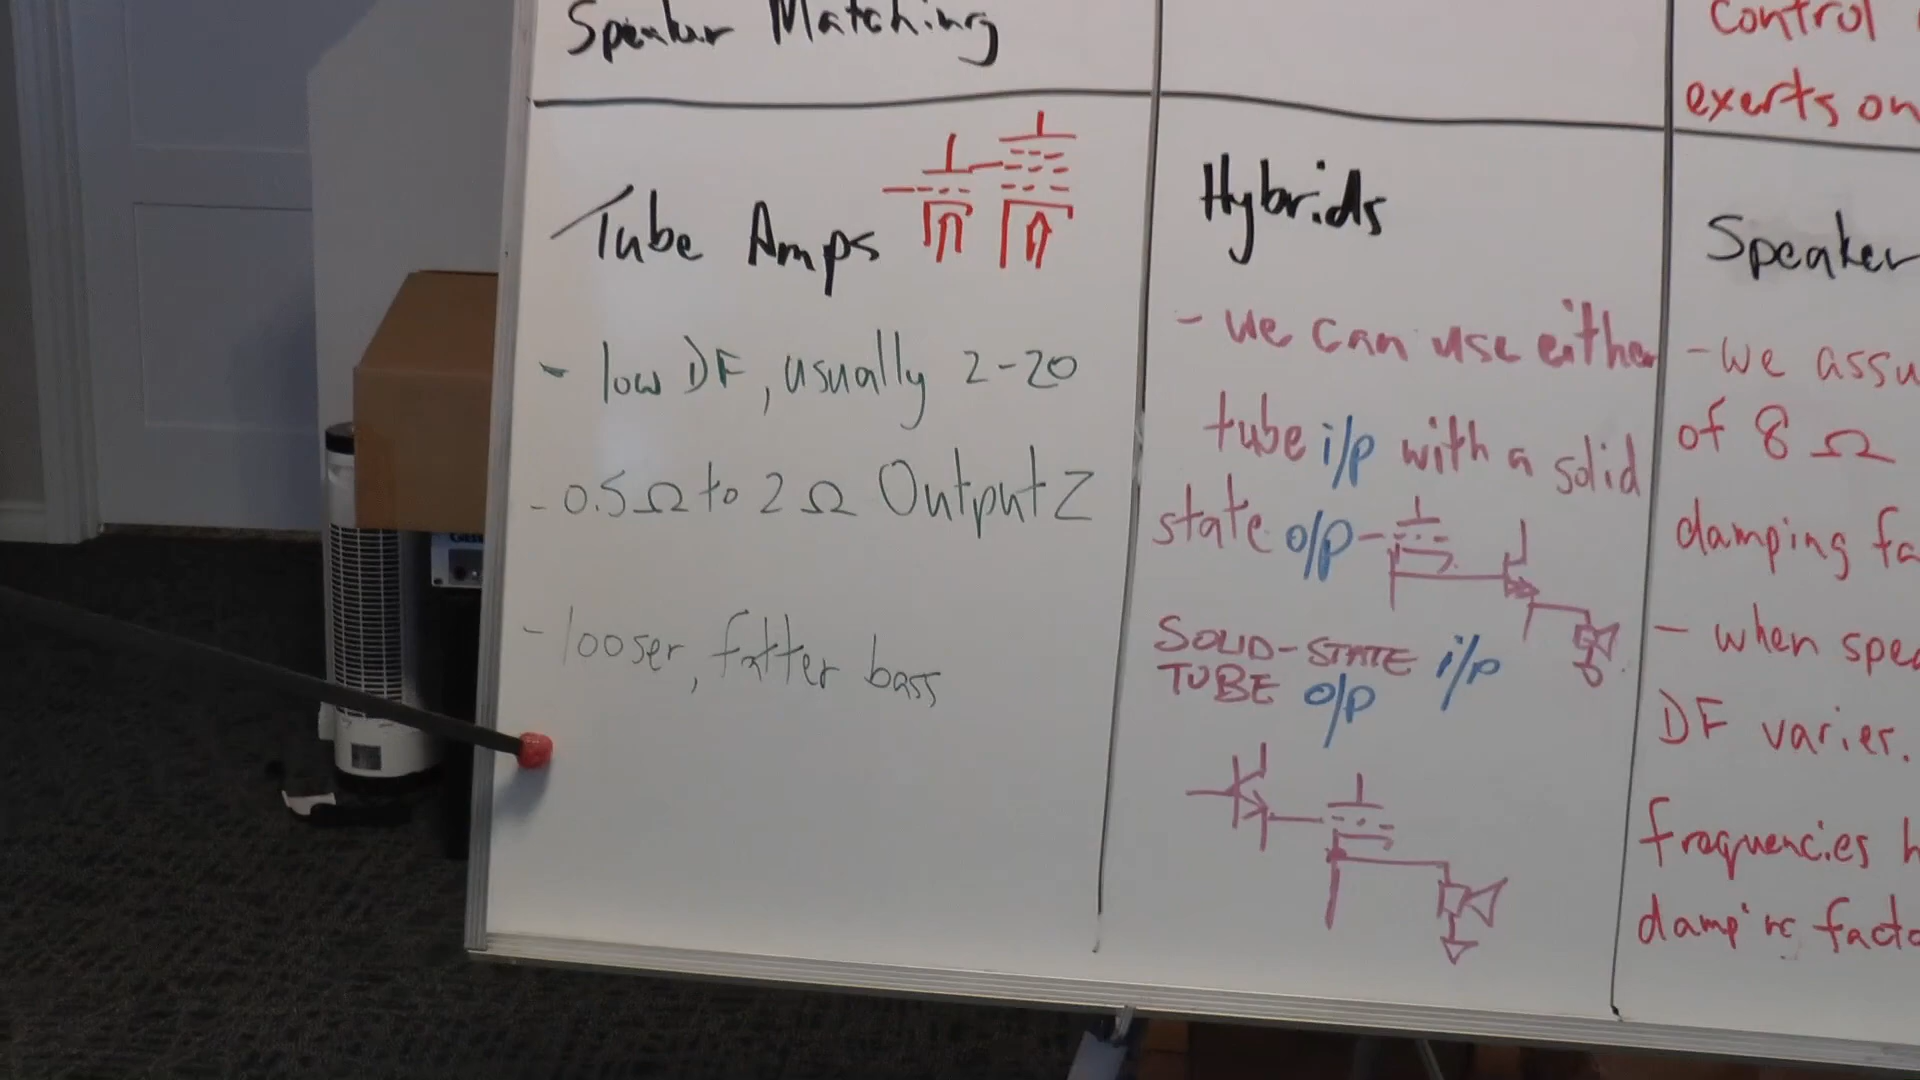 Speaker Matching
Tube Amps
- low DF, usually 2-20
- 0.5Ω to 2Ω Output Z
- looser, fatter bass
Hybrids
- we can use either
tube i/p with a solid
state o/p
SOLID-STATE i/p
TUBE o/p
Control
exerts on
Speaker
- we assu
of 8 Ω
damping fa
- when spea
DF varier.
frequencies h
damping facto